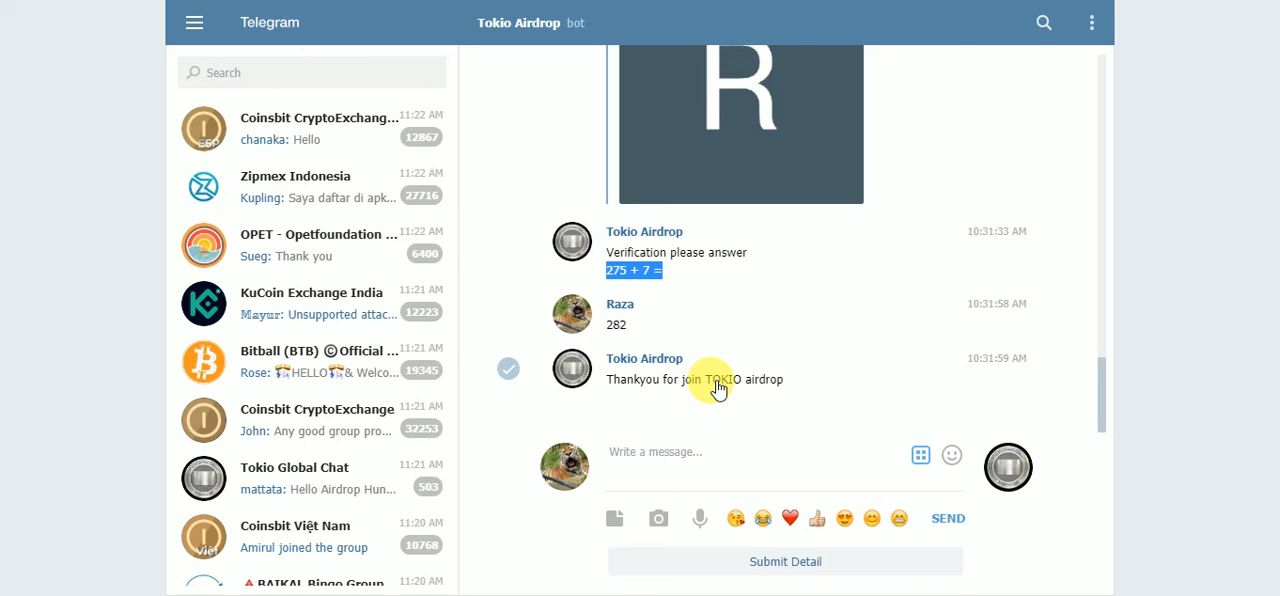 Telegram
Tokio Airdrop bot
Search
Coinsbit CryptoExchang... 11:22 AM
chanaka: Hello 12867
Zipmex Indonesia 11:22 AM
Kupling: Saya daftar di apk... 27716
OPET - Opetfoundation ... 11:22 AM
Sueg: Thank you 6400
KuCoin Exchange India 11:21 AM
𝕄𝕒𝕪𝕦𝕣: Unsupported attac... 12223
Bitball (BTB) ©Official ... 11:21 AM
Rose: 🎊HELLO🎊& Welco... 19345
Coinsbit CryptoExchange 11:21 AM
John: Any good group pro... 32253
Tokio Global Chat 11:21 AM
mattata: Hello Airdrop Hun... 503
Coinsbit Việt Nam 11:20 AM
Amirul joined the group 10768
🔺BAIKAL Bingo Group 11:20 AM
ESP
Việt
R
Tokio Airdrop 10:31:33 AM
Verification please answer
275 + 7 =
Raza 10:31:58 AM
282
Tokio Airdrop 10:31:59 AM
Thankyou for join TOKIO airdrop
Write a message...
SEND
Submit Detail